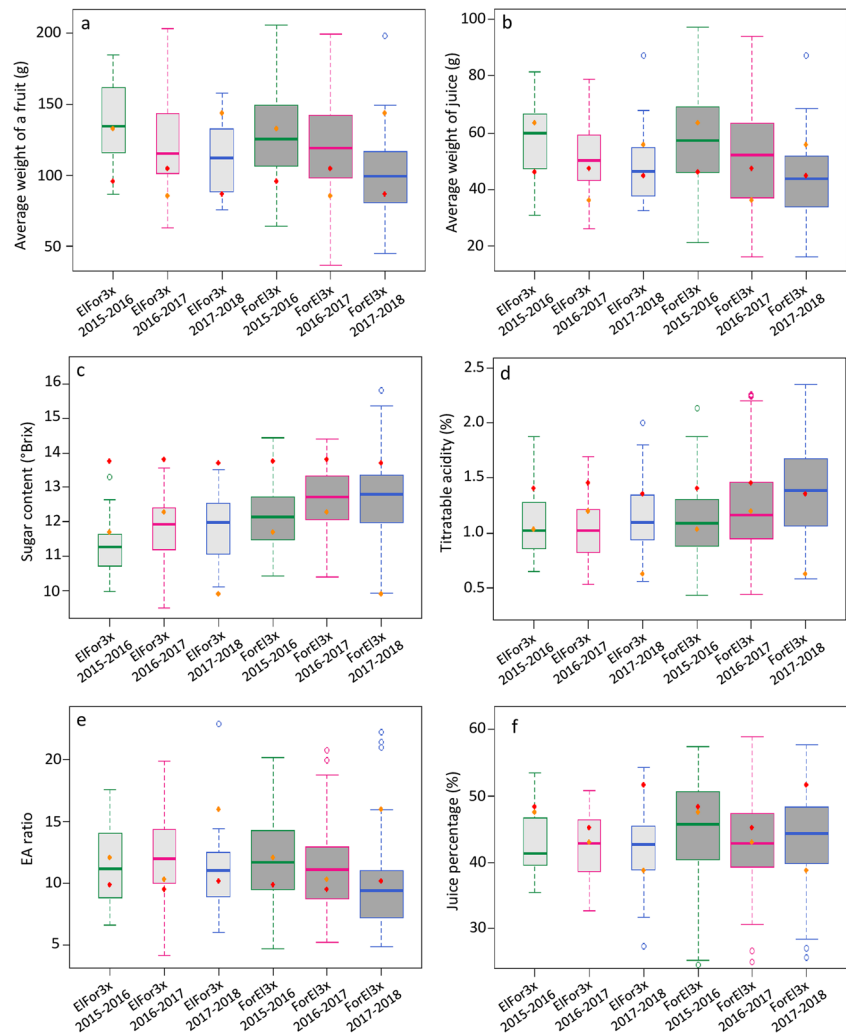 a
Average weight of a fruit (g)
200
150
100
50
ElFor3x
2015-2016
ElFor3x
2016-2017
ElFor3x
2017-2018
ForEl3x
2015-2016
ForEl3x
2016-2017
ForEl3x
2017-2018
b
Average weight of juice (g)
100
80
60
40
20
ElFor3x
2015-2016
ElFor3x
2016-2017
ElFor3x
2017-2018
ForEl3x
2015-2016
ForEl3x
2016-2017
ForEl3x
2017-2018
c
Sugar content (°Brix)
16
15
14
13
12
11
10
ElFor3x
2015-2016
ElFor3x
2016-2017
ElFor3x
2017-2018
ForEl3x
2015-2016
ForEl3x
2016-2017
ForEl3x
2017-2018
d
Titratable acidity (%)
2.5
2.0
1.5
1.0
0.5
ElFor3x
2015-2016
ElFor3x
2016-2017
ElFor3x
2017-2018
ForEl3x
2015-2016
ForEl3x
2016-2017
ForEl3x
2017-2018
e
EA ratio
20
15
10
5
ElFor3x
2015-2016
ElFor3x
2016-2017
ElFor3x
2017-2018
ForEl3x
2015-2016
ForEl3x
2016-2017
ForEl3x
2017-2018
f
Juice percentage (%)
60
50
40
30
ElFor3x
2015-2016
ElFor3x
2016-2017
ElFor3x
2017-2018
ForEl3x
2015-2016
ForEl3x
2016-2017
ForEl3x
2017-2018